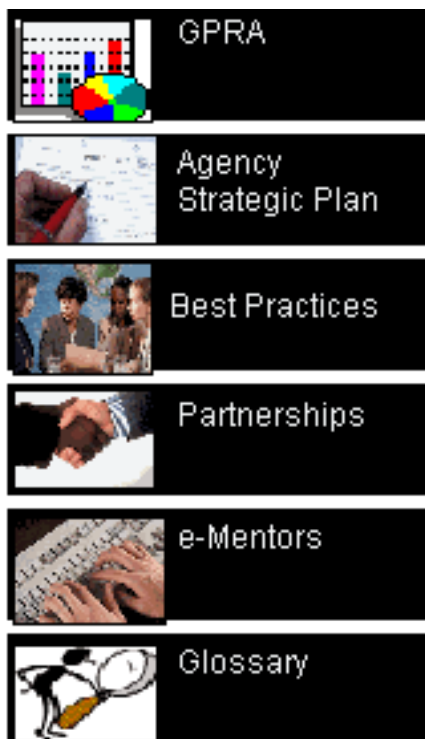 GPRA
Agency
Strategic Plan
Best Practices
Partnerships
e-Mentors
Glossary